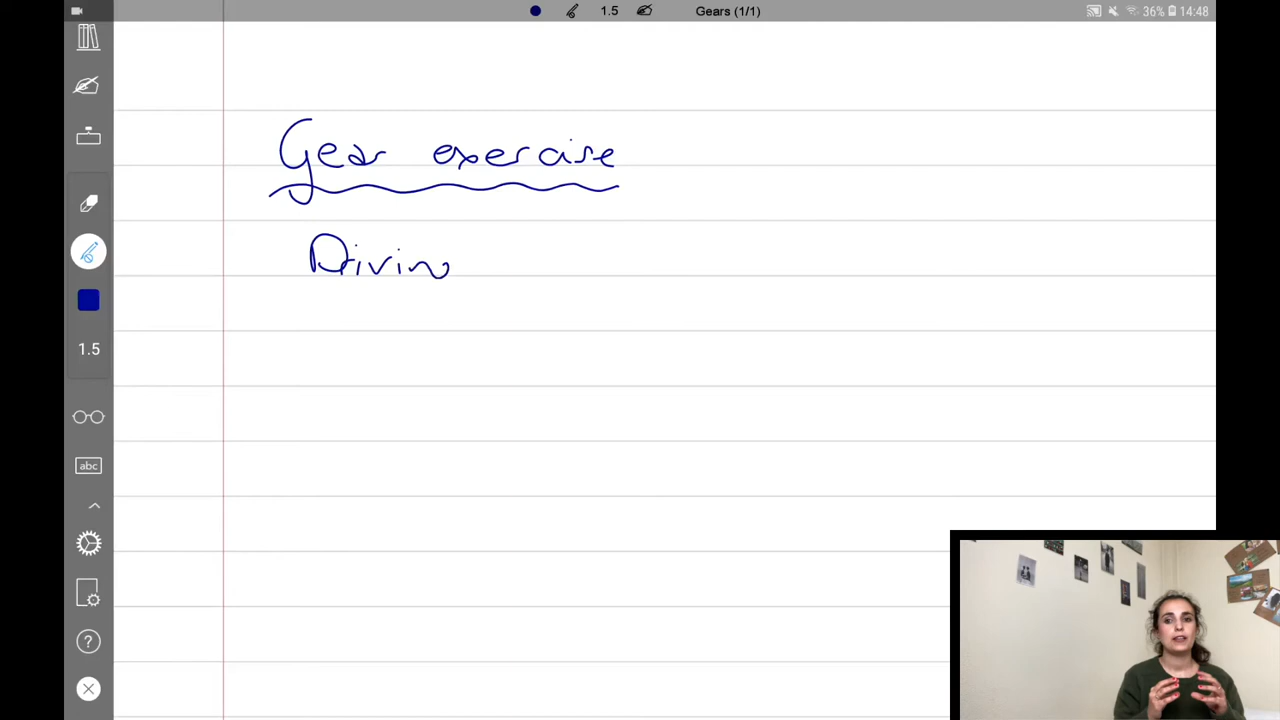 1.5 Gears (1/1) 36% 14:48
Gear exercise
Drivin
1.5
abc
?